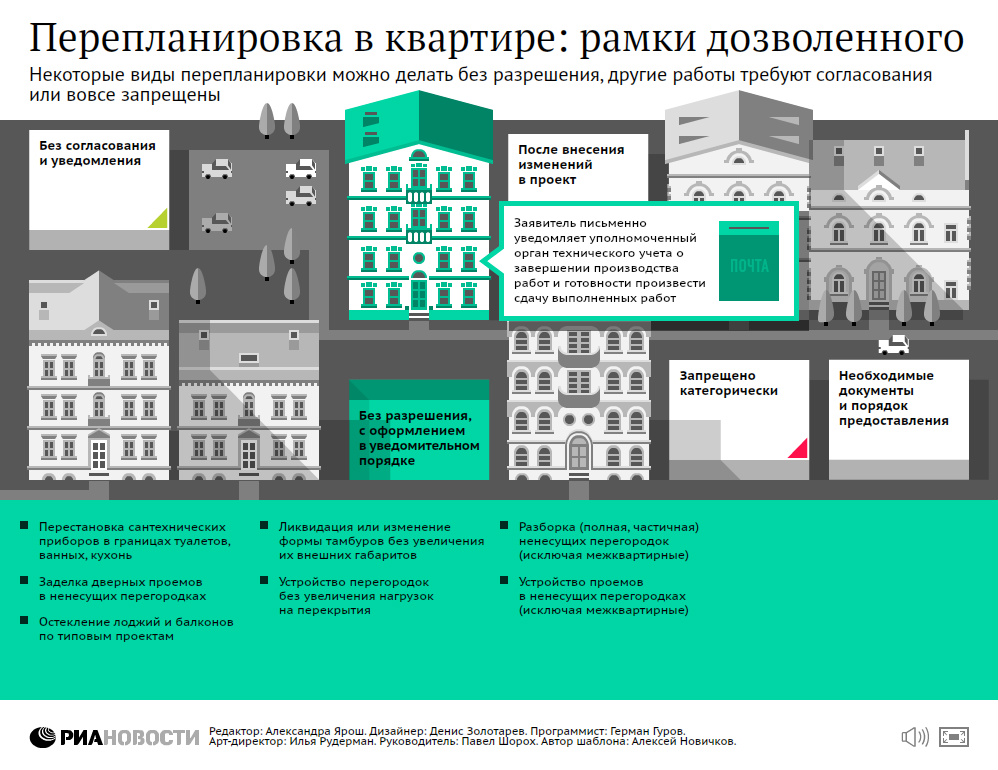 Перепланировка в квартире: рамки дозволенного
Некоторые виды перепланировки можно делать без разрешения, другие работы требуют согласования
или вовсе запрещены
Без согласования
и уведомления
После внесения
изменений
в проект
Заявитель письменно
уведомляет уполномоченный
орган технического учета о
завершении производства
работ и готовности произвести
сдачу выполненных работ
ПОЧТА
Без разрешения,
с оформлением
в уведомительном
порядке
Запрещено
категорически
Необходимые
документы
и порядок
предоставления
Перестановка сантехнических
приборов в границах туалетов,
ванных, кухонь
Заделка дверных проемов
в ненесущих перегородках
Остекление лоджий и балконов
по типовым проектам
Ликвидация или изменение
формы тамбуров без увеличения
их внешних габаритов
Устройство перегородок
без увеличения нагрузок
на перекрытия
Разборка (полная, частичная)
ненесущих перегородок
(исключая межквартирные)
Устройство проемов
в ненесущих перегородках
(исключая межквартирные)
РИАНОВОСТИ
Редактор: Александра Ярош. Дизайнер: Денис Золотарев. Программист: Герман Гуров.
Арт-директор: Илья Рудерман. Руководитель: Павел Шорох. Автор шаблона: Алексей Новичков.